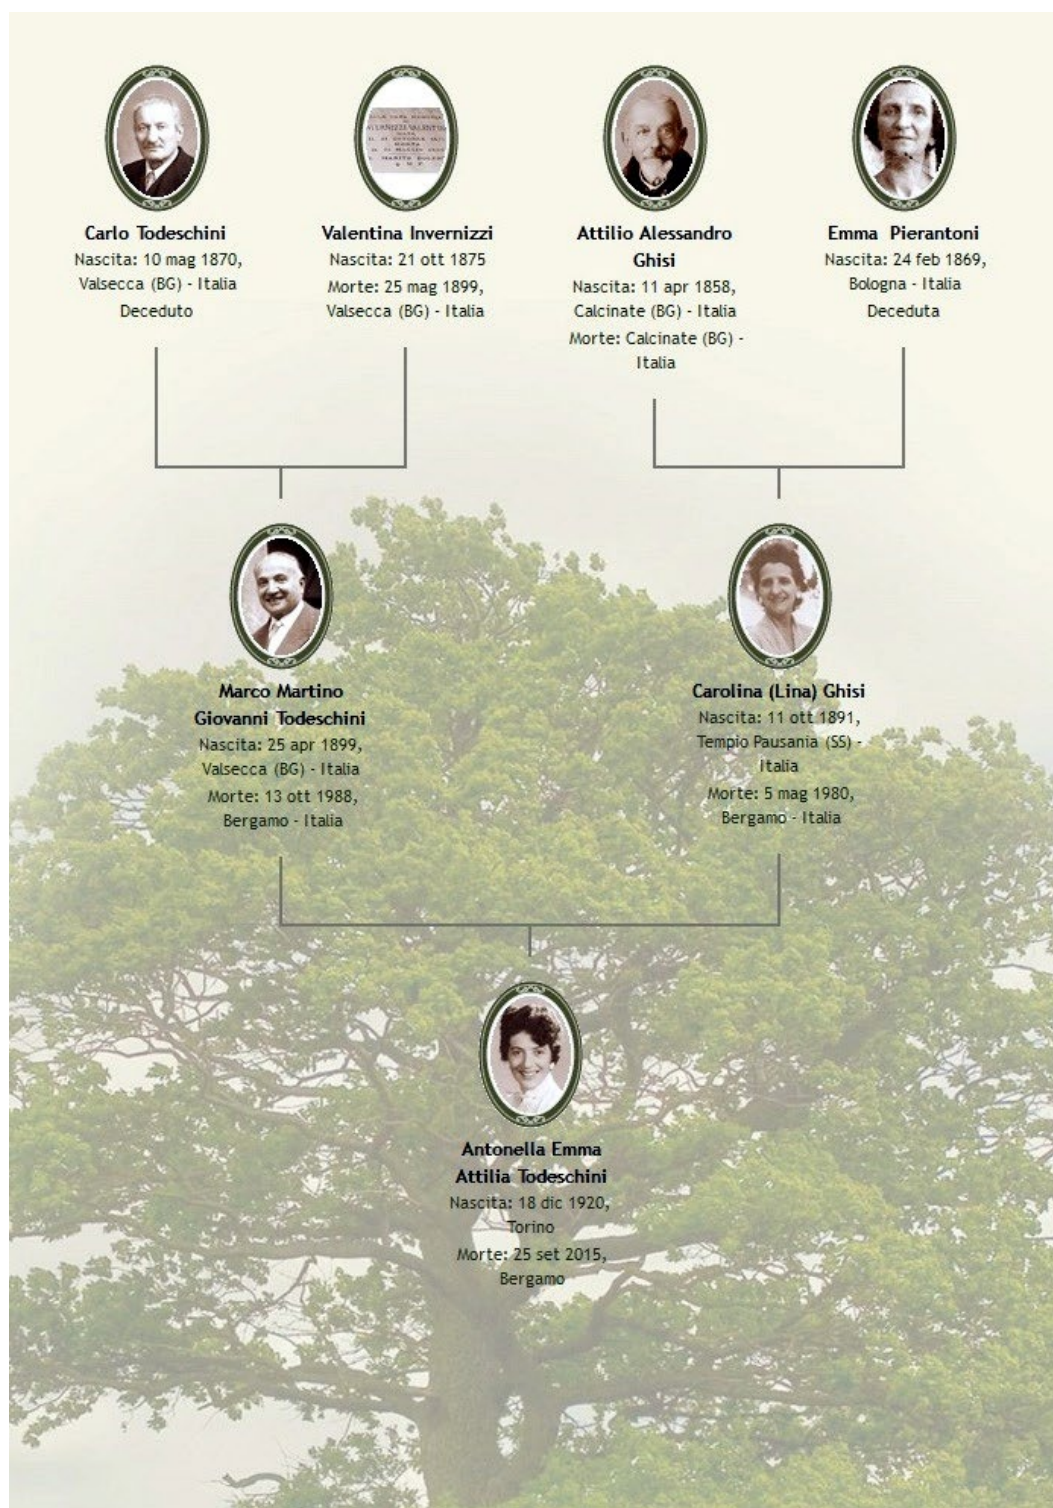 Carlo Todeschini
Nascita: 10 mag 1870,
Valsecca (BG) - Italia
Deceduto
Valentina Invernizzi
Nascita: 21 ott 1875
Morte: 25 mag 1899,
Valsecca (BG) - Italia
Attilio Alessandro
Ghisi
Nascita: 11 apr 1858,
Calcinate (BG) - Italia
Morte: Calcinate (BG) -
Italia
Emma Pierantoni
Nascita: 24 feb 1869,
Bologna - Italia
Deceduta
Marco Martino
Giovanni Todeschini
Nascita: 25 apr 1899,
Valsecca (BG) - Italia
Morte: 13 ott 1988,
Bergamo - Italia
Carolina (Lina) Ghisi
Nascita: 11 ott 1891,
Tempio Pausania (SS) -
Italia
Morte: 5 mag 1980,
Bergamo - Italia
Antonella Emma
Attilia Todeschini
Nascita: 18 dic 1920,
Torino
Morte: 25 set 2015,
Bergamo